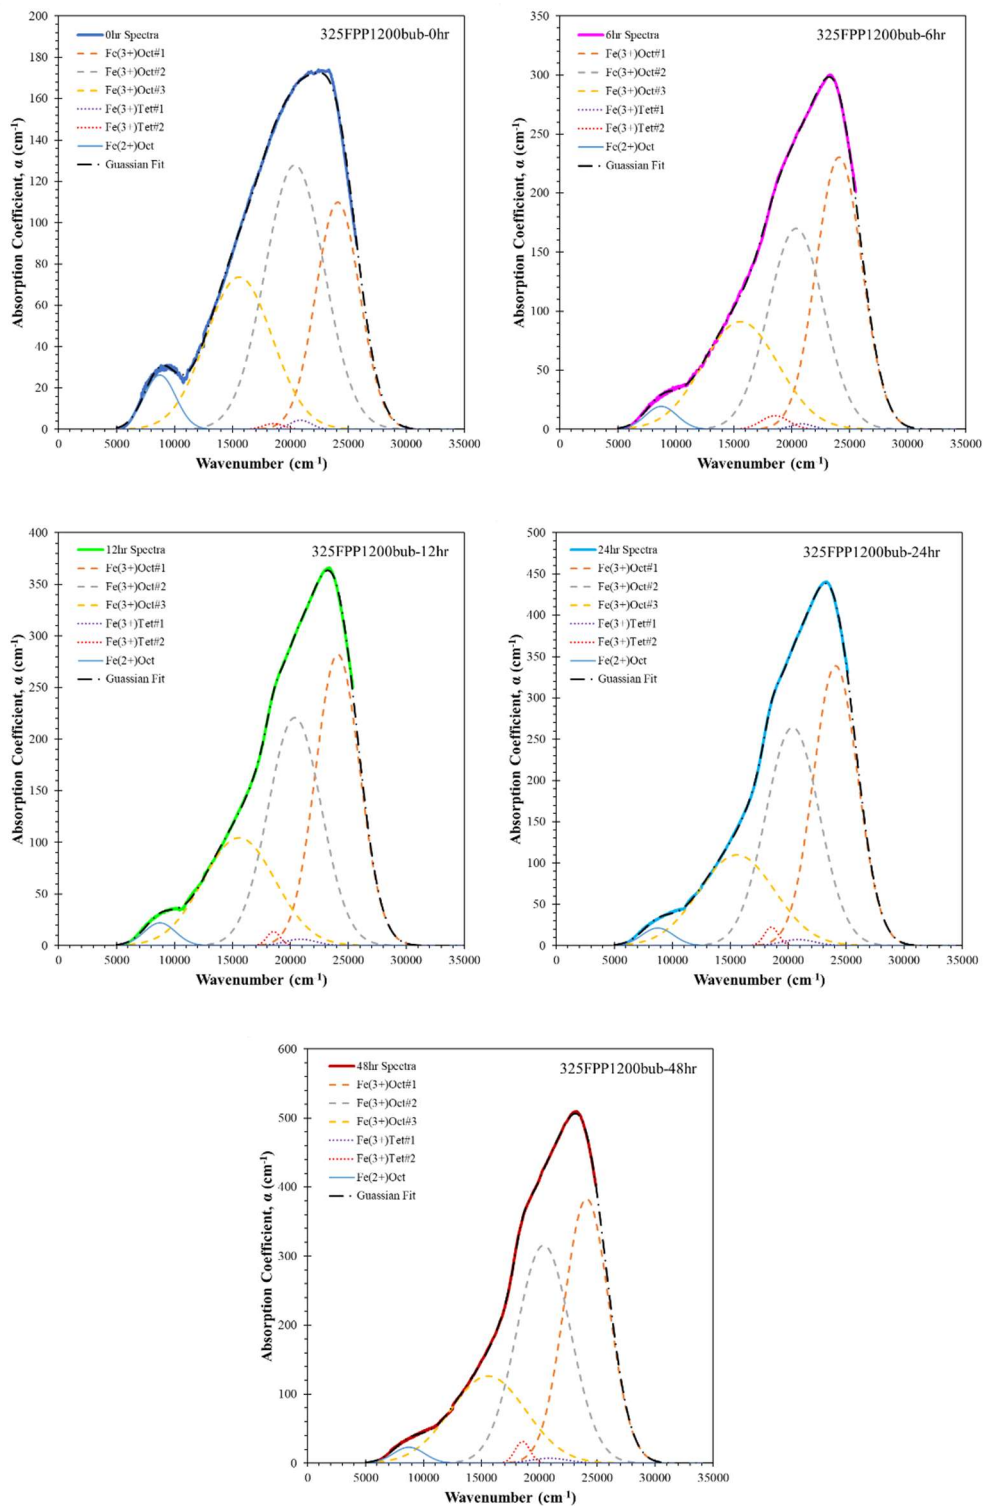 325FPP1200bub-0hr
0hr Spectra
Fe(3+)Oct#1
Fe(3+)Oct#2
Fe(3+)Oct#3
Fe(3+)Tet#1
Fe(3+)Tet#2
Fe(2+)Oct
Guassian Fit
Absorption Coefficient, α (cm-1)
200
180
160
140
120
100
80
60
40
20
0
0 5000 10000 15000 20000 25000 30000 35000
Wavenumber (cm-1)
325FPP1200bub-6hr
6hr Spectra
Fe(3+)Oct#1
Fe(3+)Oct#2
Fe(3+)Oct#3
Fe(3+)Tet#1
Fe(3+)Tet#2
Fe(2+)Oct
Guassian Fit
Absorption Coefficient, α (cm-1)
350
300
250
200
150
100
50
0
0 5000 10000 15000 20000 25000 30000 35000
Wavenumber (cm-1)
325FPP1200bub-12hr
12hr Spectra
Fe(3+)Oct#1
Fe(3+)Oct#2
Fe(3+)Oct#3
Fe(3+)Tet#1
Fe(3+)Tet#2
Fe(2+)Oct
Guassian Fit
Absorption Coefficient, α (cm-1)
400
350
300
250
200
150
100
50
0
0 5000 10000 15000 20000 25000 30000 35000
Wavenumber (cm-1)
325FPP1200bub-24hr
24hr Spectra
Fe(3+)Oct#1
Fe(3+)Oct#2
Fe(3+)Oct#3
Fe(3+)Tet#1
Fe(3+)Tet#2
Fe(2+)Oct
Guassian Fit
Absorption Coefficient, α (cm-1)
500
450
400
350
300
250
200
150
100
50
0
0 5000 10000 15000 20000 25000 30000 35000
Wavenumber (cm-1)
325FPP1200bub-48hr
48hr Spectra
Fe(3+)Oct#1
Fe(3+)Oct#2
Fe(3+)Oct#3
Fe(3+)Tet#1
Fe(3+)Tet#2
Fe(2+)Oct
Guassian Fit
Absorption Coefficient, α (cm-1)
600
500
400
300
200
100
0
0 5000 10000 15000 20000 25000 30000 35000
Wavenumber (cm-1)